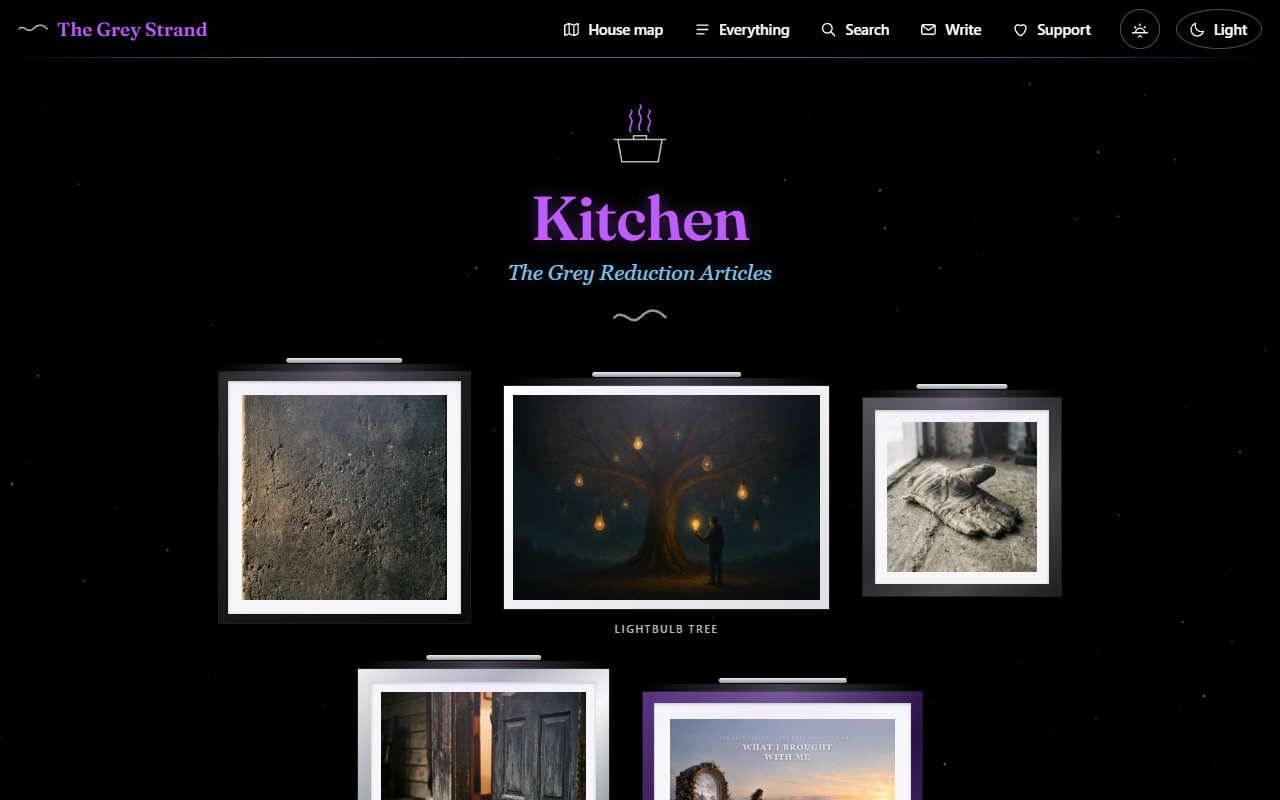 The Grey Strand
House map
Everything
Search
Write
Support
Light
Kitchen
The Grey Reduction Articles
LIGHTBULB TREE
WHAT I BROUGHT
WITH ME